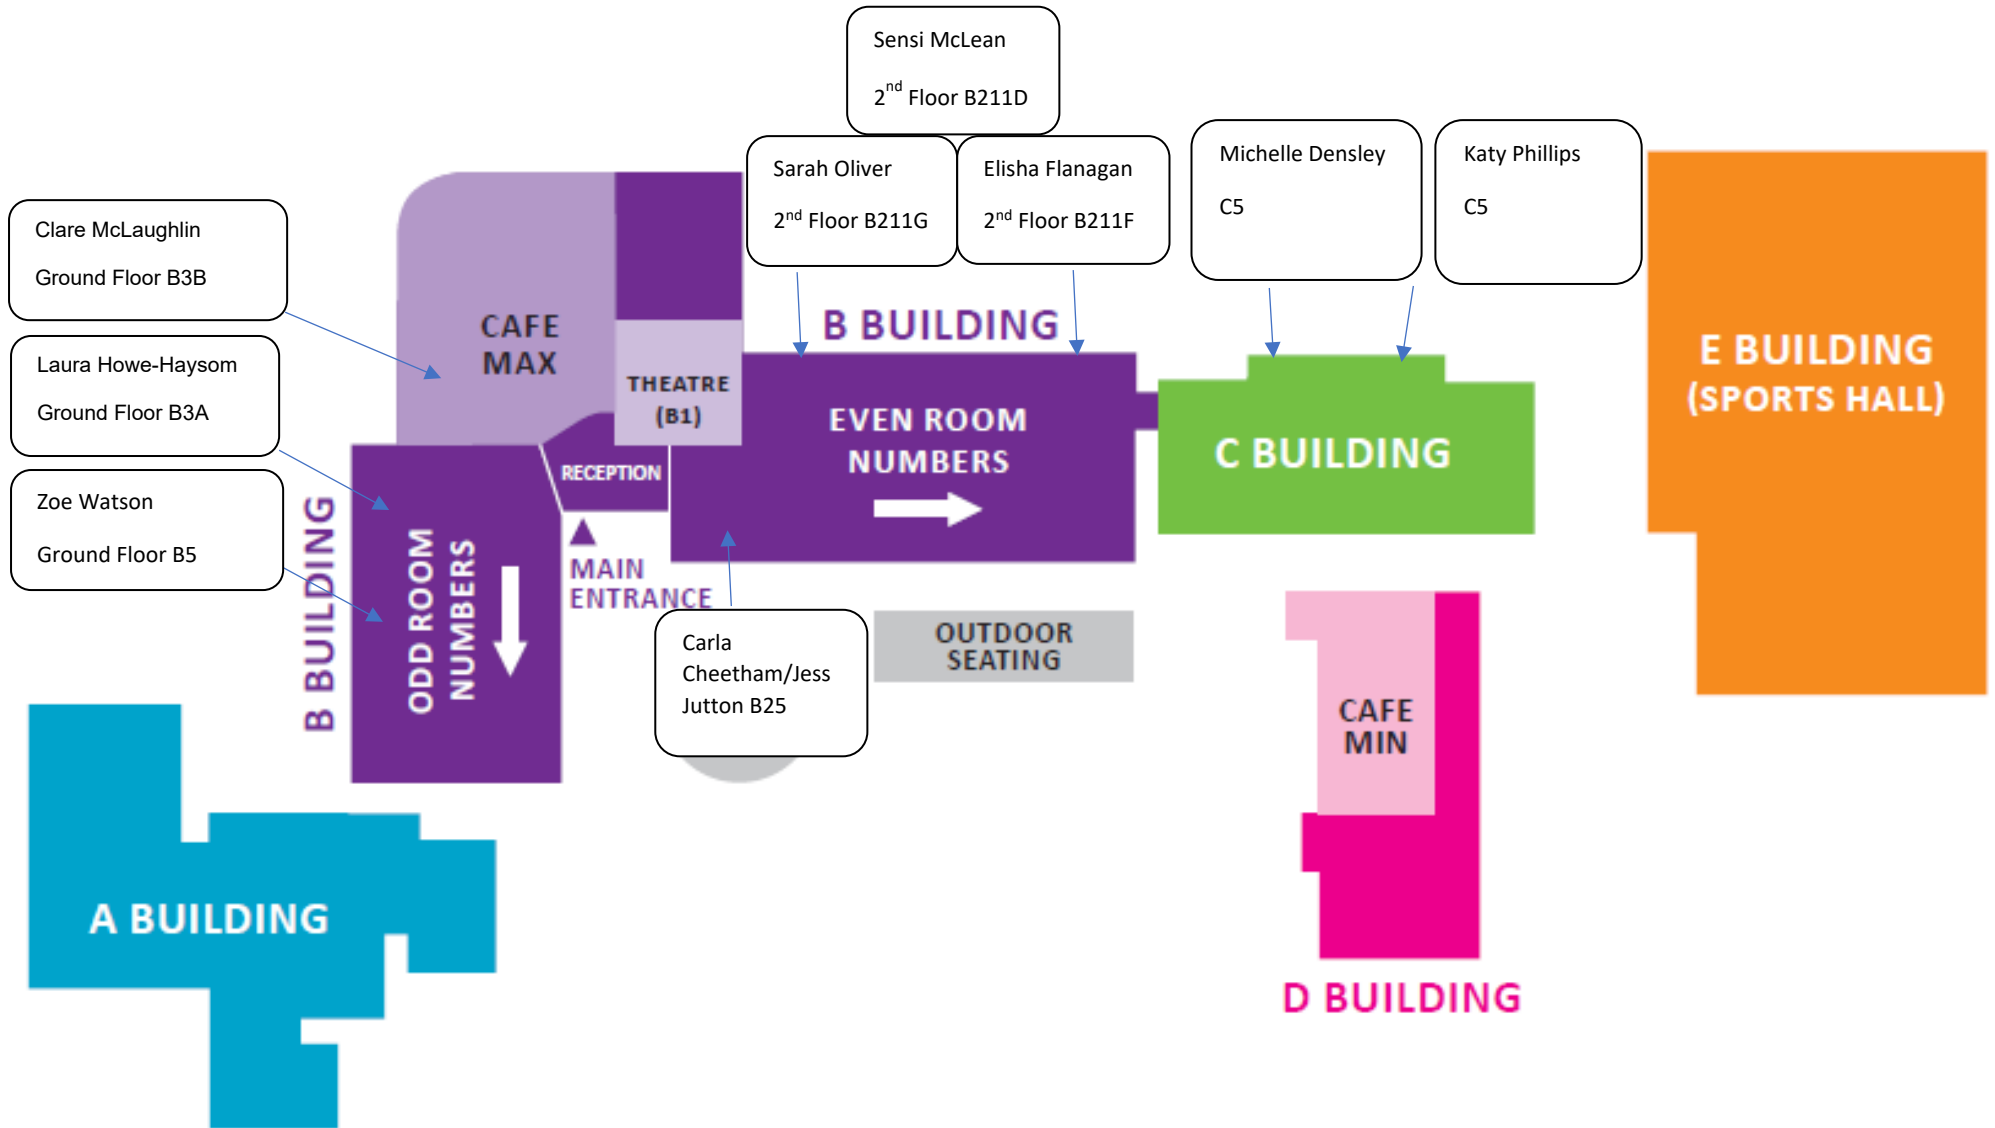 Sensi McLean
2nd Floor B211D
Sarah Oliver
2nd Floor B211G
Elisha Flanagan
2nd Floor B211F
Michelle Densley
C5
Katy Phillips
C5
Clare McLaughlin
Ground Floor B3B
Laura Howe-Haysom
Ground Floor B3A
Zoe Watson
Ground Floor B5
CAFE
MAX
THEATRE
(B1)
B BUILDING
EVEN ROOM
NUMBERS
RECEPTION
MAIN
ENTRANCE
B BUILDING
ODD ROOM
NUMBERS
Carla
Cheetham/Jess
Jutton B25
OUTDOOR
SEATING
C BUILDING
E BUILDING
(SPORTS HALL)
CAFE
MIN
D BUILDING
A BUILDING